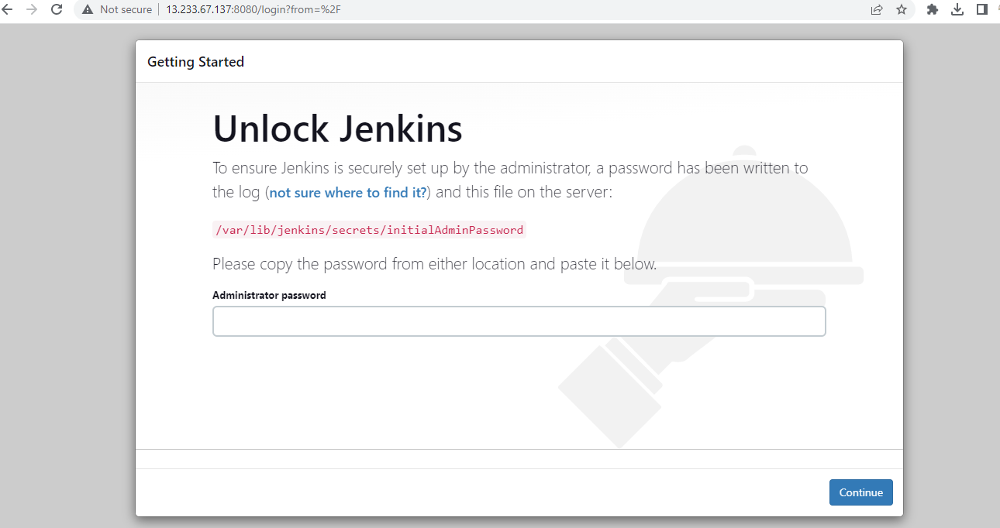 Not secure | 13.233.67.137:8080/login?from=%2F
Getting Started
Unlock Jenkins
To ensure Jenkins is securely set up by the administrator, a password has been written to
the log (not sure where to find it?) and this file on the server:
/var/lib/jenkins/secrets/initialAdminPassword
Please copy the password from either location and paste it below.
Administrator password
Continue